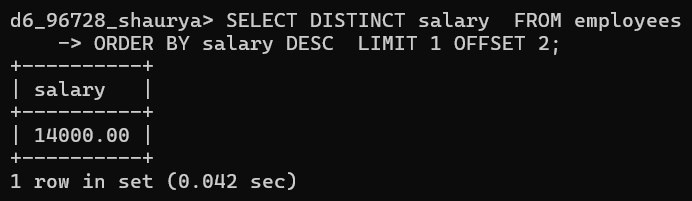 d6_96728_shaurya> SELECT DISTINCT salary  FROM employees
    -> ORDER BY salary DESC  LIMIT 1 OFFSET 2;
+----------+
| salary   |
+----------+
| 14000.00 |
+----------+
1 row in set (0.042 sec)